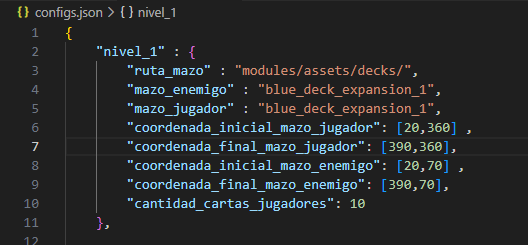 configs.json > {} nivel_1
1 {
2 "nivel_1" : {
3 "ruta_mazo" : "modules/assets/decks/",
4 "mazo_enemigo" : "blue_deck_expansion_1",
5 "mazo_jugador" : "blue_deck_expansion_1",
6 "coordenada_inicial_mazo_jugador": [20,360] ,
7 "coordenada_final_mazo_jugador": [390,360],
8 "coordenada_inicial_mazo_enemigo": [20,70] ,
9 "coordenada_final_mazo_enemigo": [390,70],
10 "cantidad_cartas_jugadores": 10
11 },
12